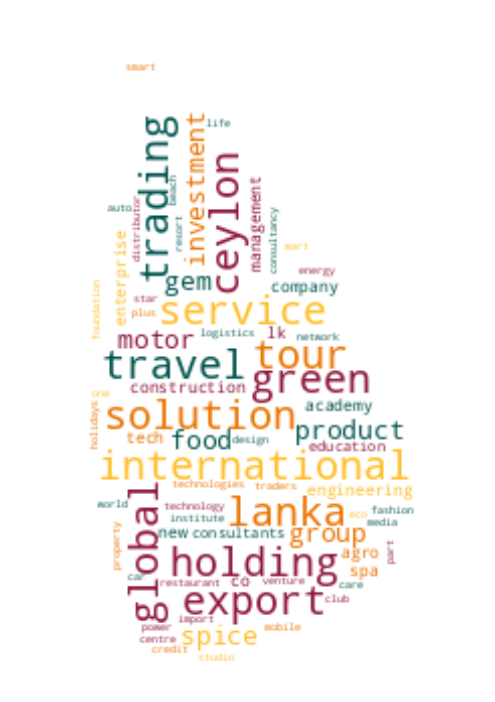 smart
trading
investment
life
ceylon
management
beach
distributor
auto
resort
consultancy
enterprise
mart
energy
gem
company
foundation
star
plus
service
motor
logistics
lk
network
travel
tour
green
construction
one
holidays
solution
academy
product
tech
food
design
education
international
technologies
traders
engineering
world
global
technology
institute
lanka
eco
fashion
media
new
consultants
group
property
holding
agro
part
spa
car
restaurant
co
venture
care
export
club
import
power
mobile
centre
spice
credit
studio